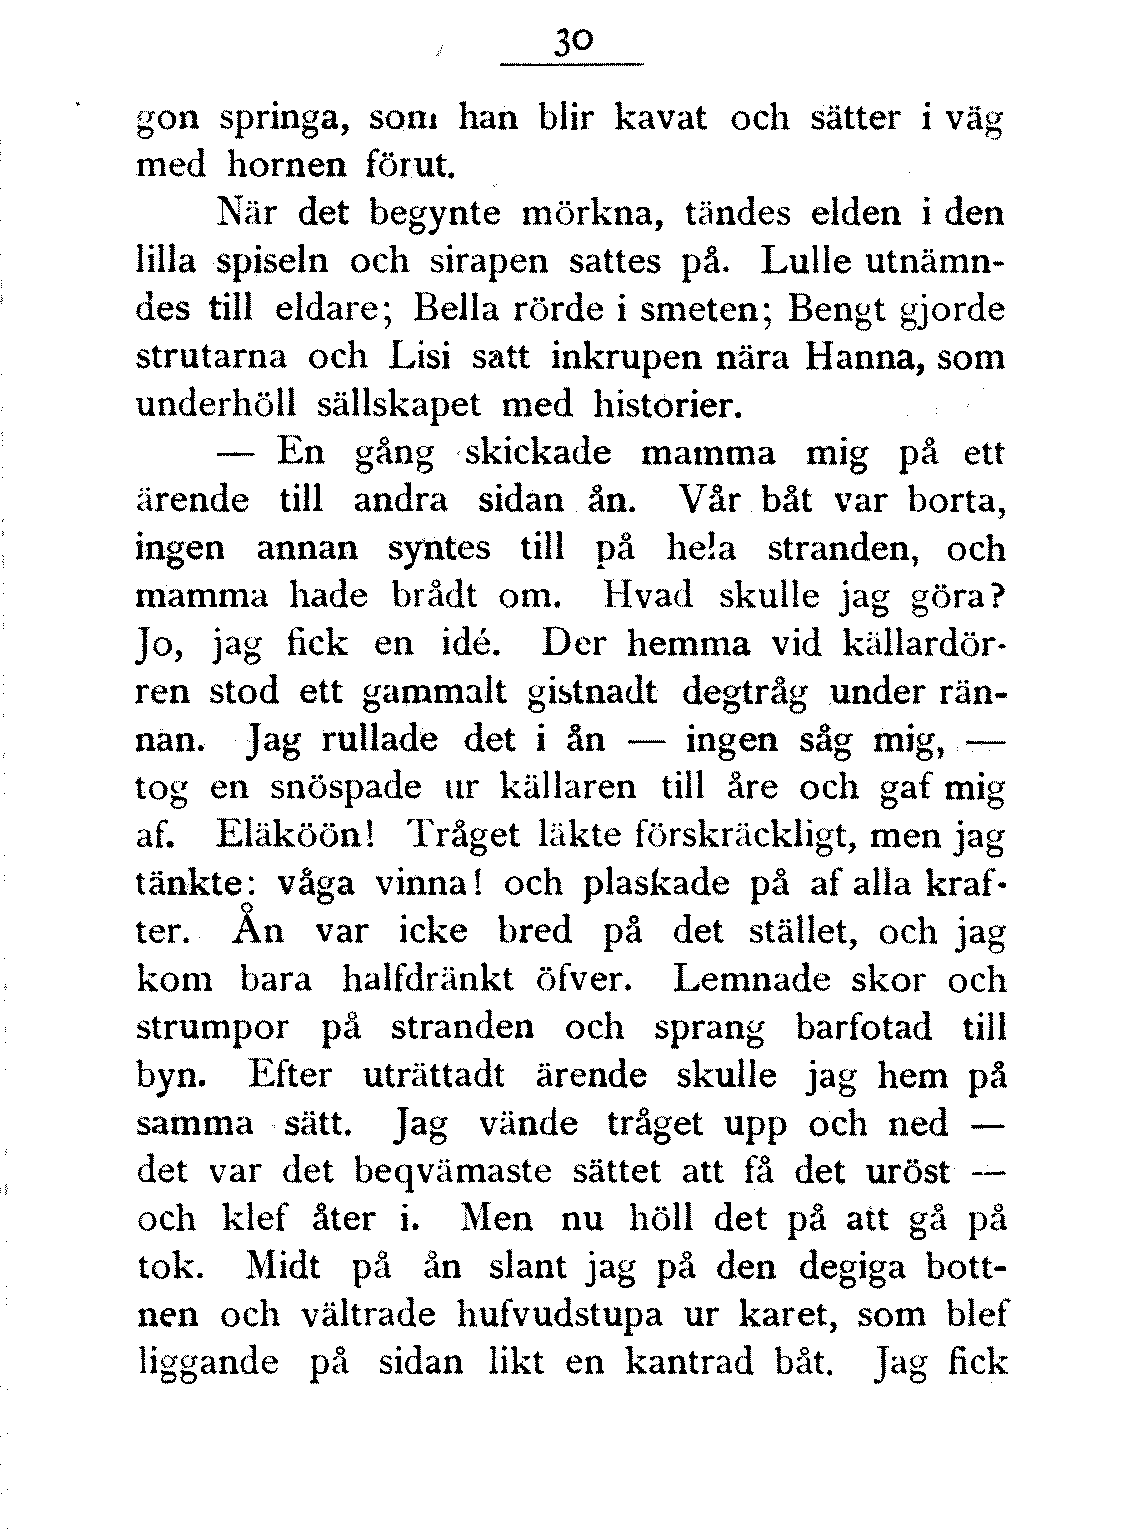 30
gon springa, som han blir kavat och sätter i väg
med hornen förut.
När det begynte mörkna, tändes elden i den
lilla spiseln och sirapen sattes på. Lulle utnämn-
des till eldare; Bella rörde i smeten; Bengt gjorde
strutarna och Lisi satt inkrupen nära Hanna, som
underhöll sällskapet med historier.
— En gång skickade mamma mig på ett
ärende till andra sidan ån. Vår båt var borta,
ingen annan syntes till på hela stranden, och
mamma hade brådt om. Hvad skulle jag göra?
Jo, jag fick en idé. Der hemma vid källardör-
ren stod ett gammalt gistnadt degtråg under rän-
nan. Jag rullade det i ån — ingen såg mig, —
tog en snöspade ur källaren till åre och gaf mig
af. Eläköön! Tråget läkte förskräckligt, men jag
tänkte: våga vinna! och plaskade på af alla kraf-
ter. Ån var icke bred på det stället, och jag
kom bara halfdränkt öfver. Lemnade skor och
strumpor på stranden och sprang barfotad till
byn. Efter uträttadt ärende skulle jag hem på
samma sätt. Jag vände tråget upp och ned —
det var det beqvämaste sättet att få det uröst —
och klef åter i. Men nu höll det på att gå på
tok. Midt på ån slant jag på den degiga bott-
nen och vältrade hufvudstupa ur karet, som blef
liggande på sidan likt en kantrad båt. Jag fick